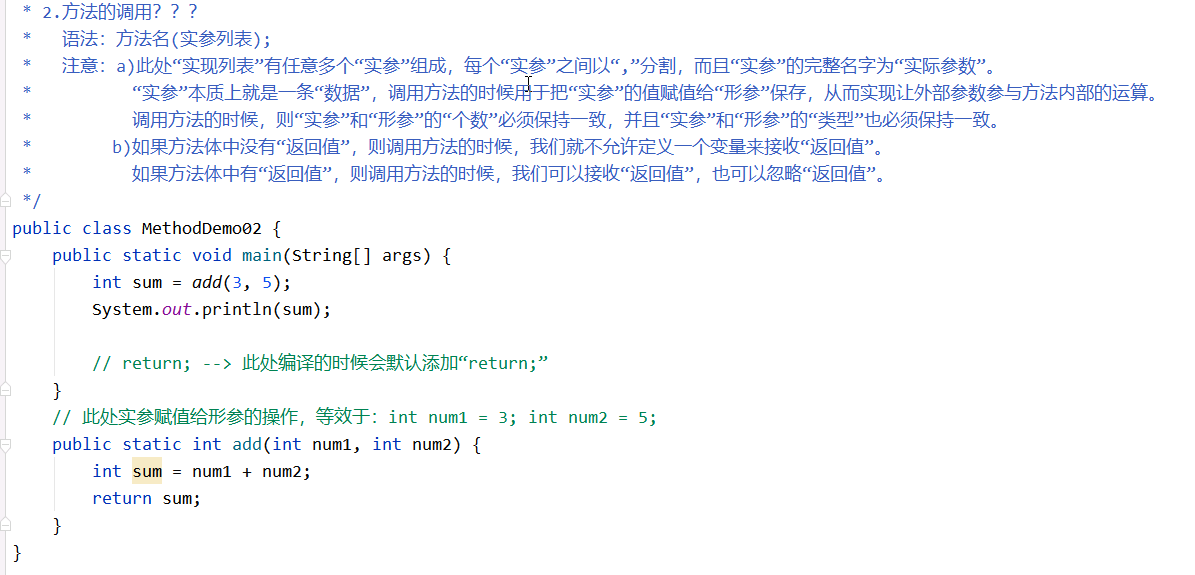 * 2.方法的调用？？？
*   语法：方法名(实参列表);
*   注意：a)此处“实现列表”有任意多个“实参”组成，每个“实参”之间以“,”分割，而且“实参”的完整名字为“实际参数”。
*          “实参”本质上就是一条“数据”，调用方法的时候用于把“实参”的值赋值给“形参”保存，从而实现让外部参数参与方法内部的运算。
*          调用方法的时候，则“实参”和“形参”的“个数”必须保持一致，并且“实参”和“形参”的“类型”也必须保持一致。
*        b)如果方法体中没有“返回值”，则调用方法的时候，我们就不允许定义一个变量来接收“返回值”。
*          如果方法体中有“返回值”，则调用方法的时候，我们可以接收“返回值”，也可以忽略“返回值”。
*/
public class MethodDemo02 {
    public static void main(String[] args) {
        int sum = add(3, 5);
        System.out.println(sum);
        // return; --> 此处编译的时候会默认添加“return;”
    }
    // 此处实参赋值给形参的操作，等效于：int num1 = 3; int num2 = 5;
    public static int add(int num1, int num2) {
        int sum = num1 + num2;
        return sum;
    }
}